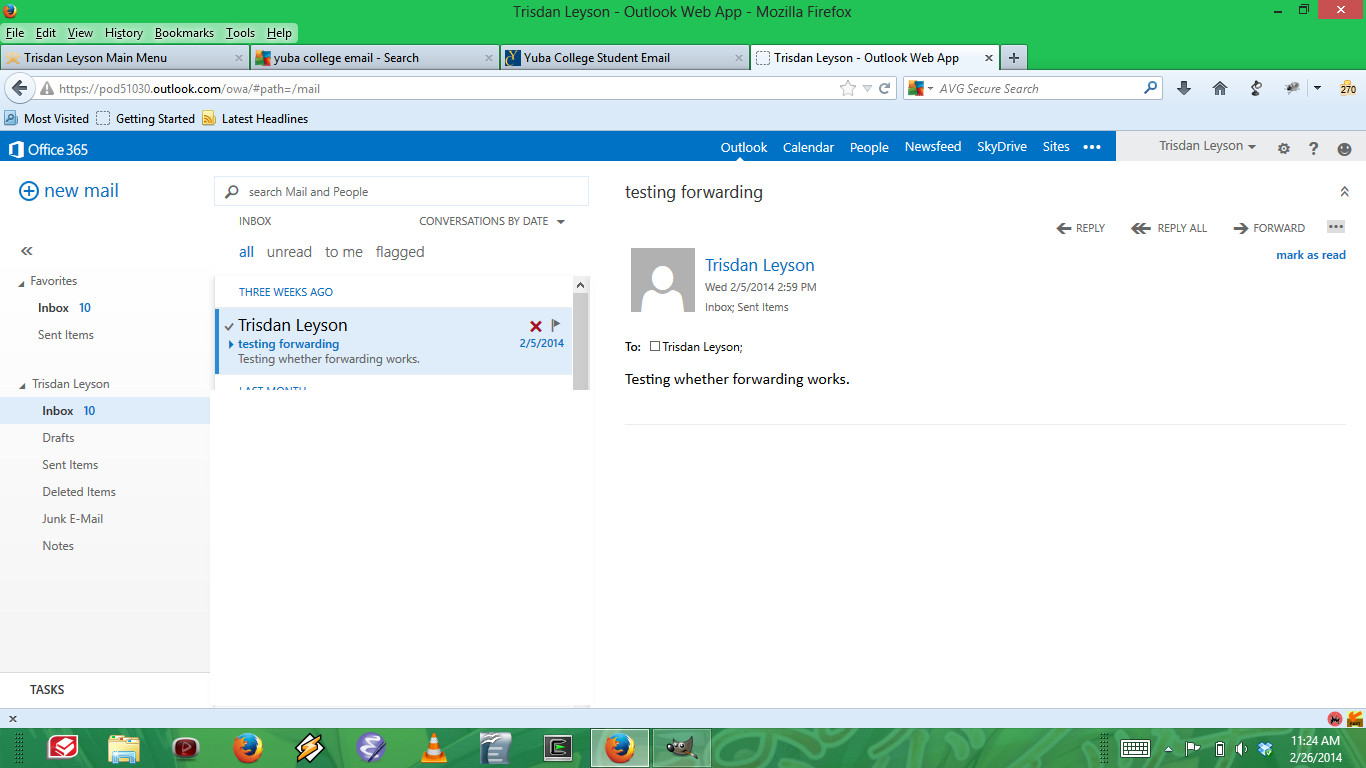 Trisdan Leyson - Outlook Web App - Mozilla Firefox
File Edit View History Bookmarks Tools Help
Trisdan Leyson Main Menu
yuba college email - Search
Yuba College Student Email
Trisdan Leyson - Outlook Web App
https://pod51030.outlook.com/owa/#path=/mail
AVG Secure Search
270
Most Visited Getting Started Latest Headlines
Office 365
Outlook Calendar People Newsfeed SkyDrive Sites
Trisdan Leyson
new mail
search Mail and People
INBOX CONVERSATIONS BY DATE
all unread to me flagged
Favorites
Inbox 10
Sent Items
Trisdan Leyson
Inbox 10
Drafts
Sent Items
Deleted Items
Junk E-Mail
Notes
TASKS
THREE WEEKS AGO
Trisdan Leyson
testing forwarding 2/5/2014
Testing whether forwarding works.
LAST MONTH
testing forwarding
REPLY REPLY ALL FORWARD
mark as read
Trisdan Leyson
Wed 2/5/2014 2:59 PM
Inbox; Sent Items
To: Trisdan Leyson;
Testing whether forwarding works.
11:24 AM
2/26/2014